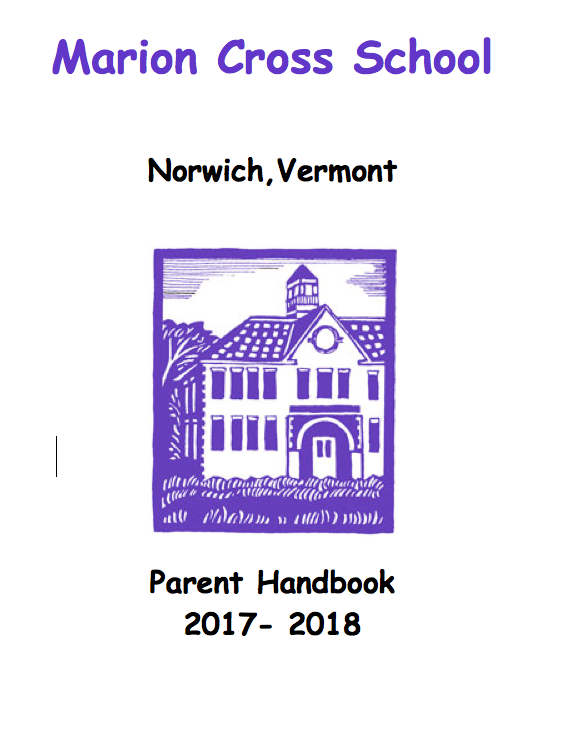 Marion Cross School
Norwich,Vermont
Parent Handbook
2017- 2018